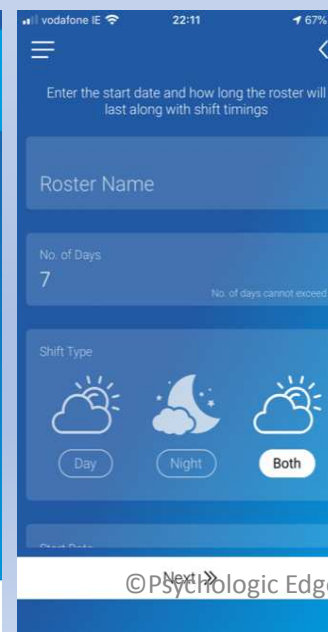 vodafone IE 22:11 67%
Enter the start date and how long the roster will
last along with shift timings
Roster Name
No. of Days
7
No. of days cannot exceed
Shift Type
Day Night Both
Start Date
Next
©Psychologic Edge